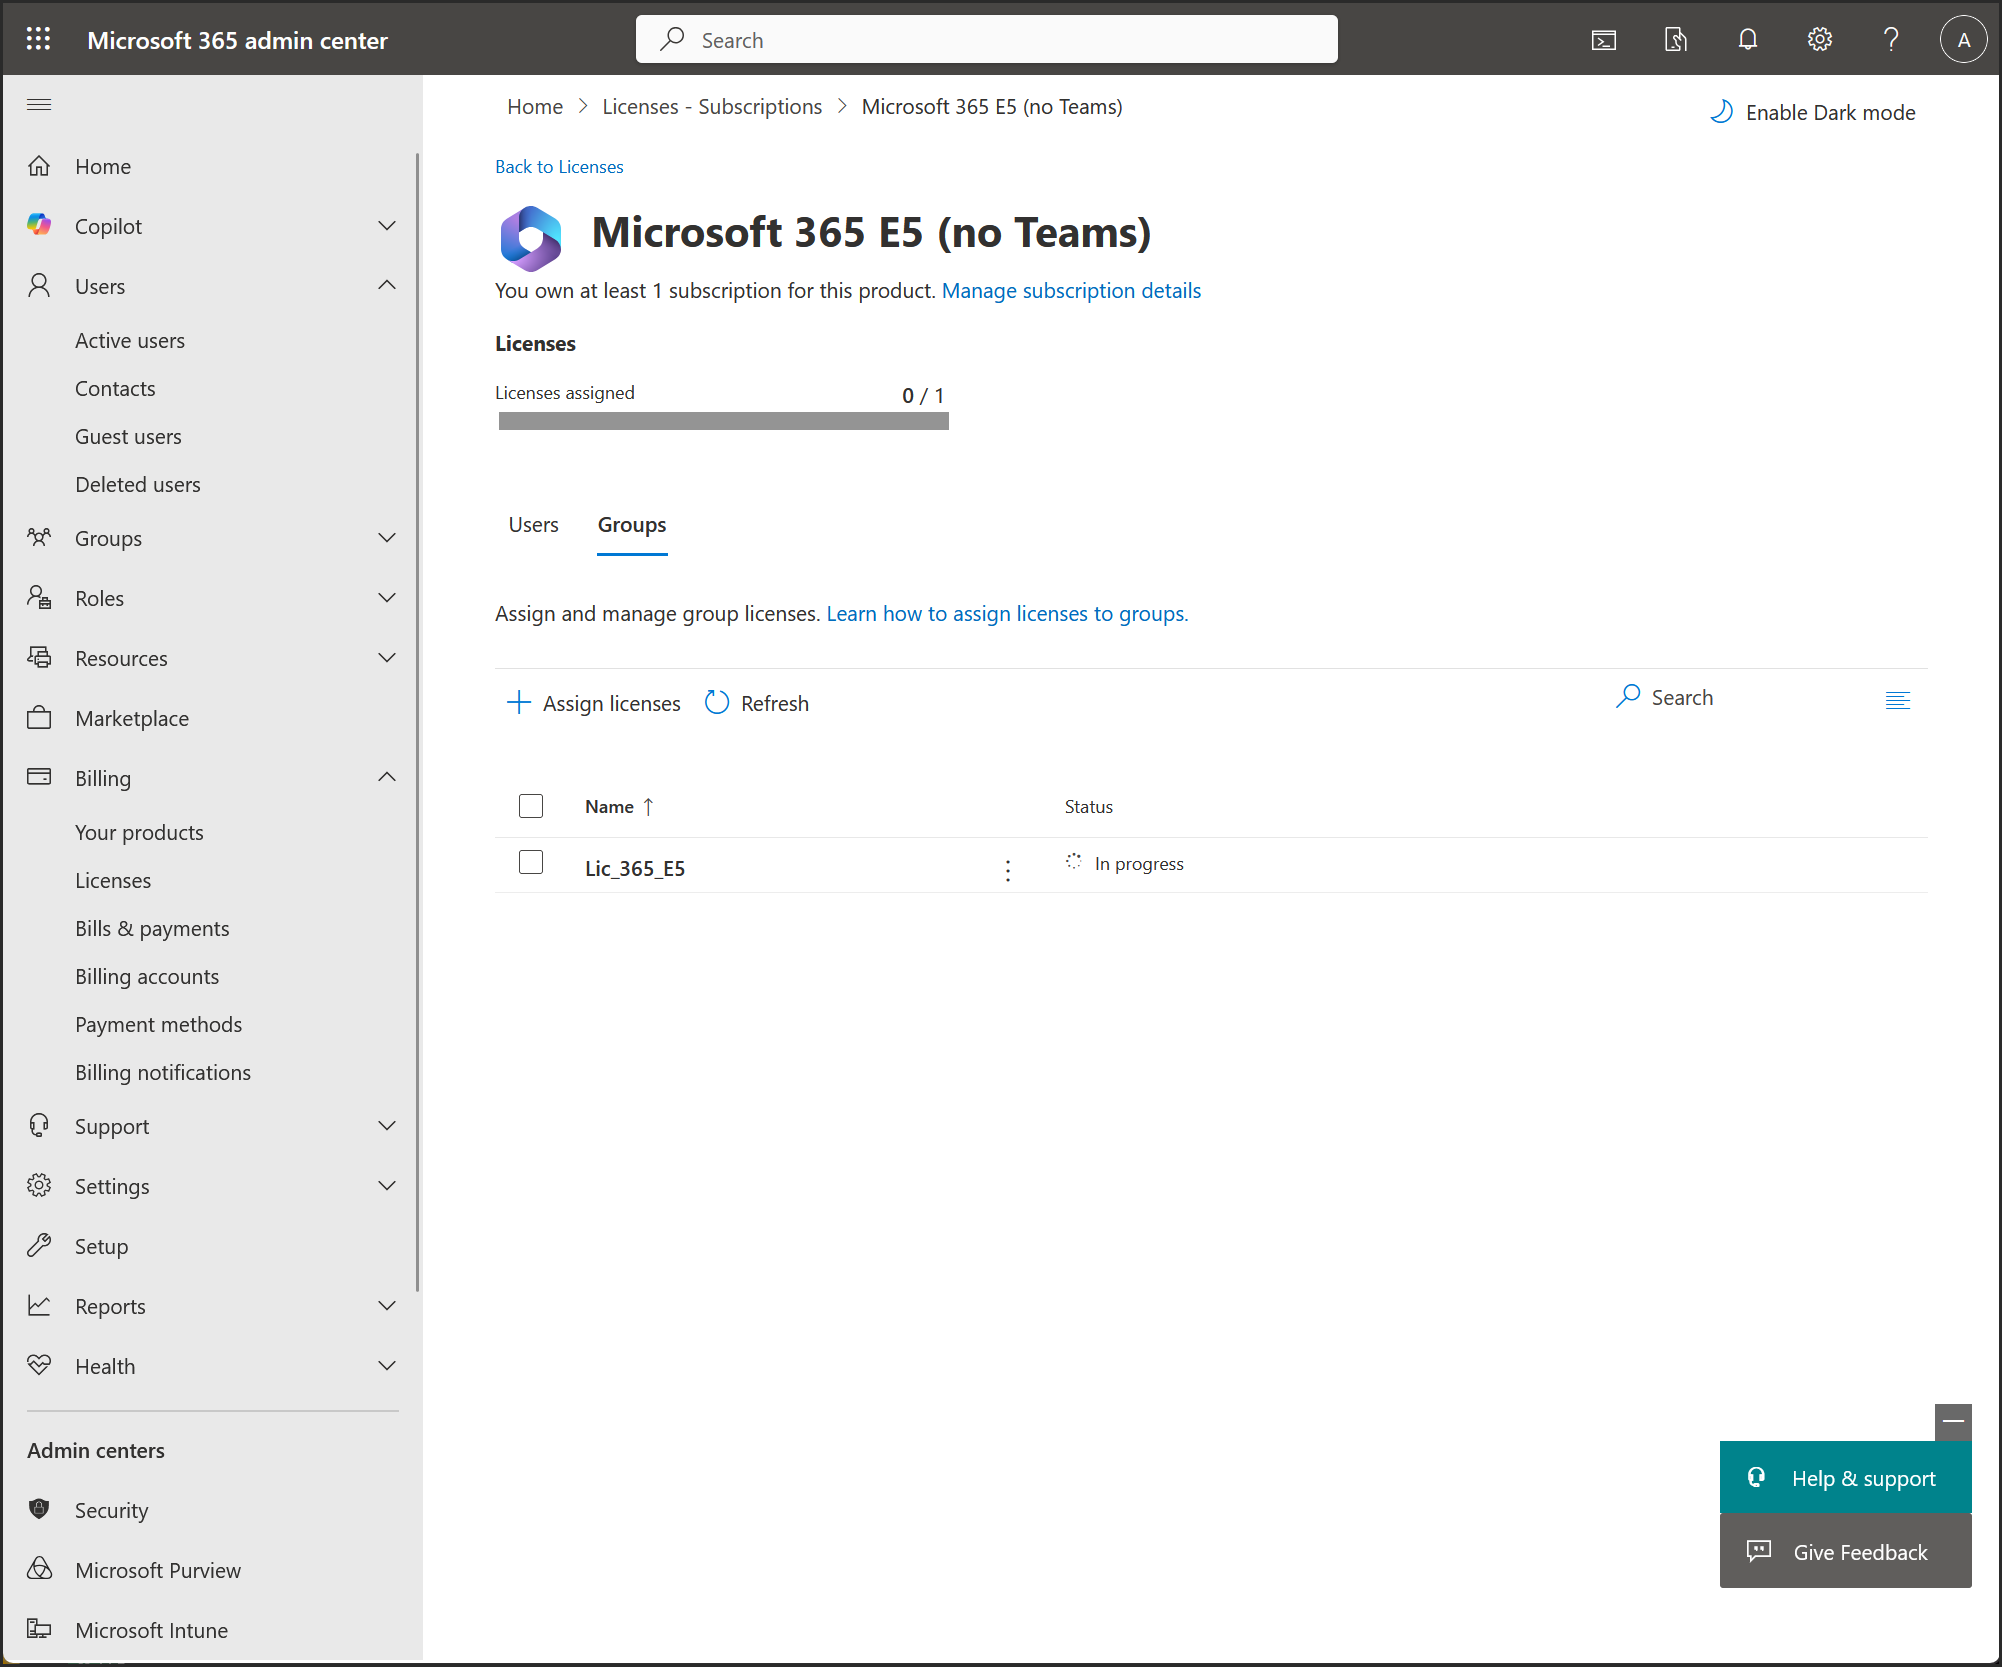 Microsoft 365 admin center
Search
A
Home
Copilot
Users
Active users
Contacts
Guest users
Deleted users
Groups
Roles
Resources
Marketplace
Billing
Your products
Licenses
Bills & payments
Billing accounts
Payment methods
Billing notifications
Support
Settings
Setup
Reports
Health
Admin centers
Security
Microsoft Purview
Microsoft Intune
Home > Licenses - Subscriptions > Microsoft 365 E5 (no Teams)
Enable Dark mode
Back to Licenses
Microsoft 365 E5 (no Teams)
You own at least 1 subscription for this product. Manage subscription details
Licenses
Licenses assigned 0 / 1
Users Groups
Assign and manage group licenses. Learn how to assign licenses to groups.
Assign licenses Refresh Search
Name ↑ Status
Lic_365_E5 In progress
Help & support
Give Feedback